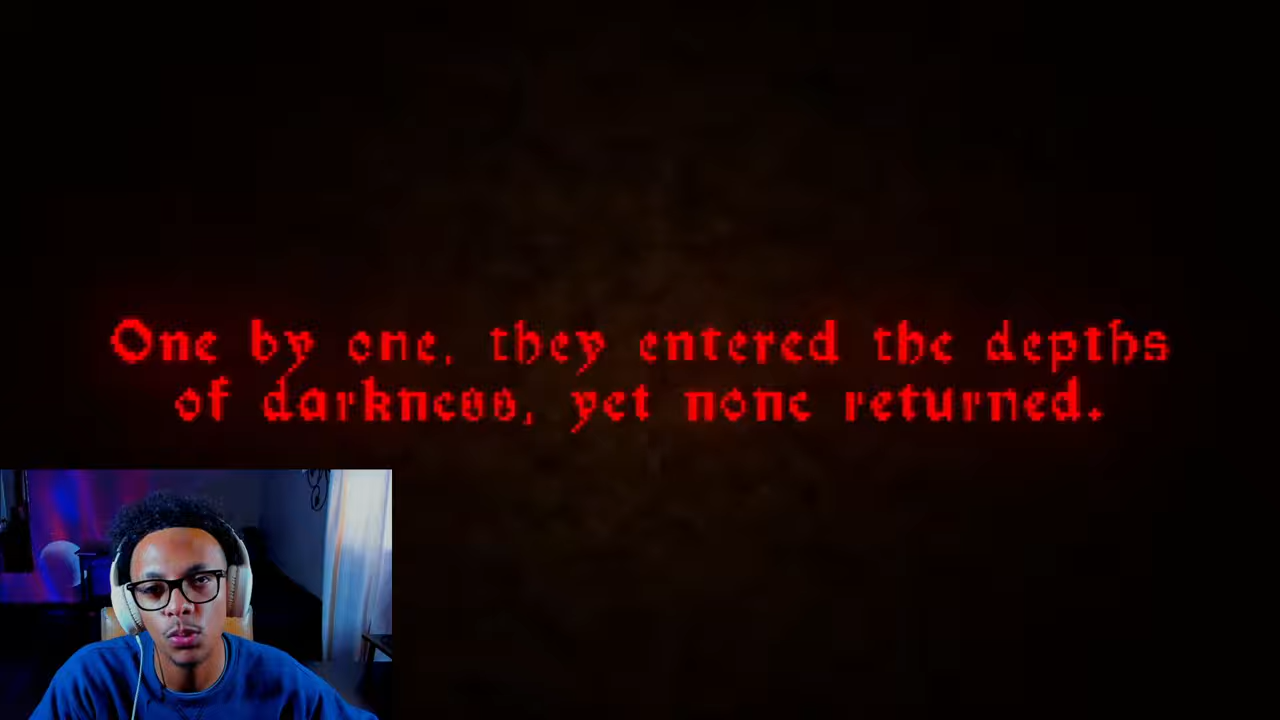 One by one, they entered the depths
of darkness, yet none returned.